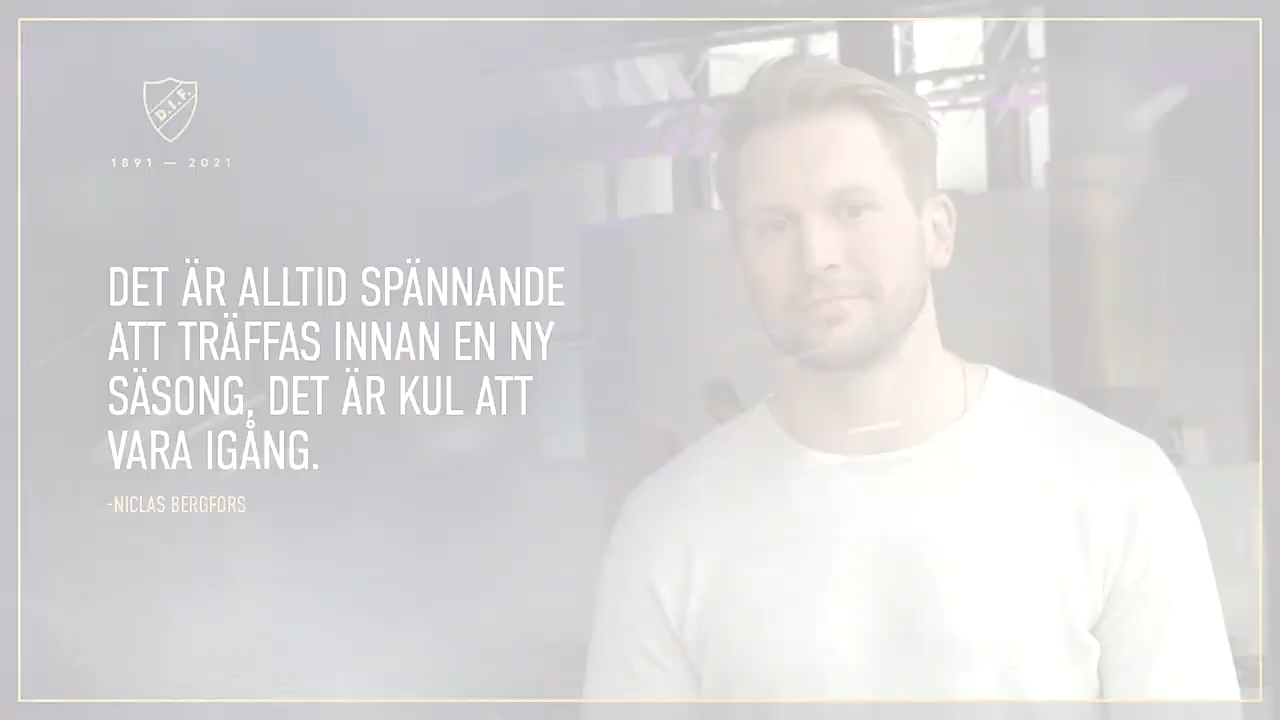 D.I.F.
1891 — 2021
DET ÄR ALLTID SPÄNNANDE
ATT TRÄFFAS INNAN EN NY
SÄSONG, DET ÄR KUL ATT
VARA IGÅNG.
-NICLAS BERGFORS